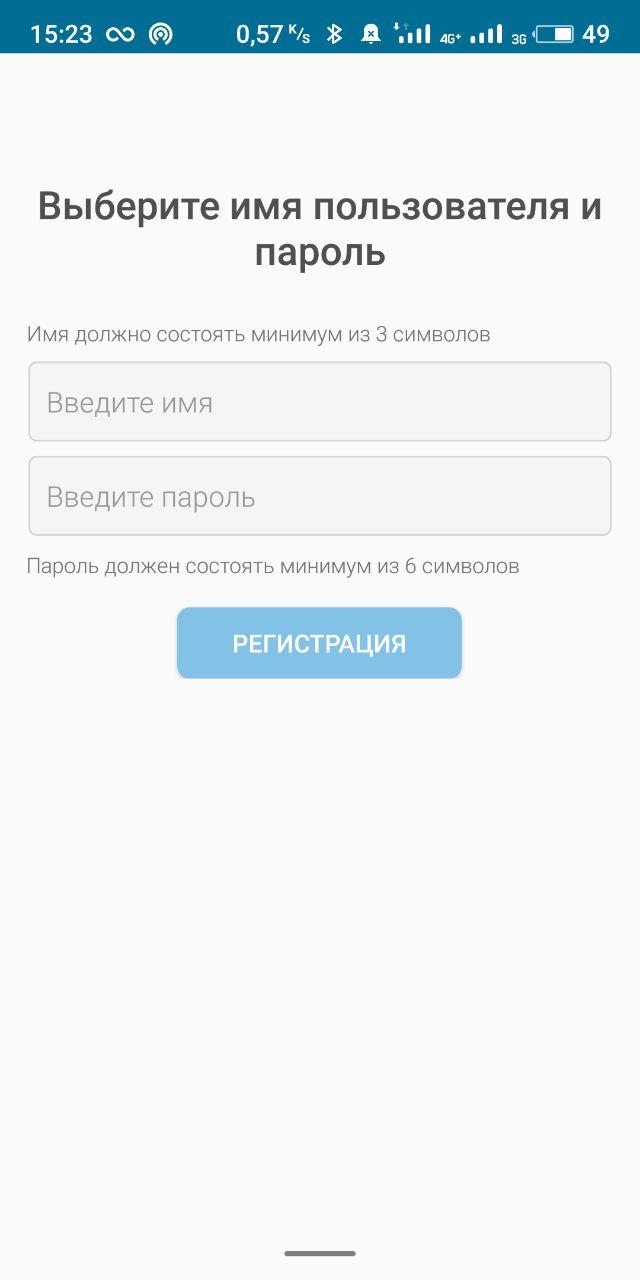 15:23 0,57 K/s 4G+ 3G 49
Выберите имя пользователя и
пароль
Имя должно состоять минимум из 3 символов
Введите имя
Введите пароль
Пароль должен состоять минимум из 6 символов
РЕГИСТРАЦИЯ